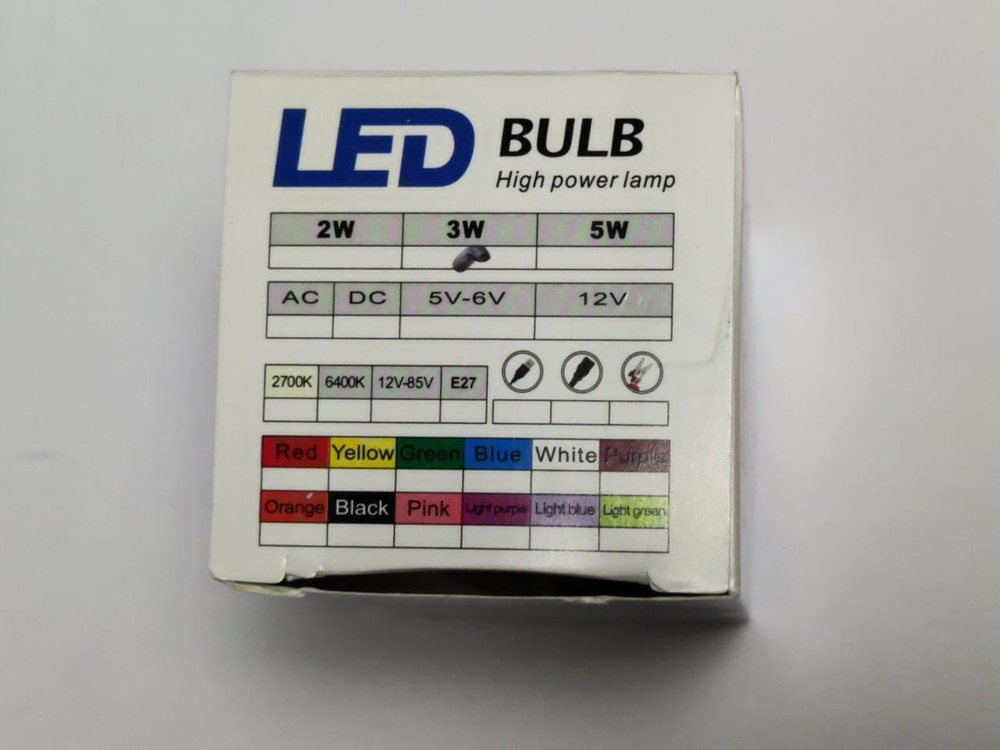 LED BULB
High power lamp
2W 3W 5W
AC DC 5V-6V 12V
2700K 6400K 12V-85V E27
Red Yellow Green Blue White Purple
Orange Black Pink Light purple Light blue Light green